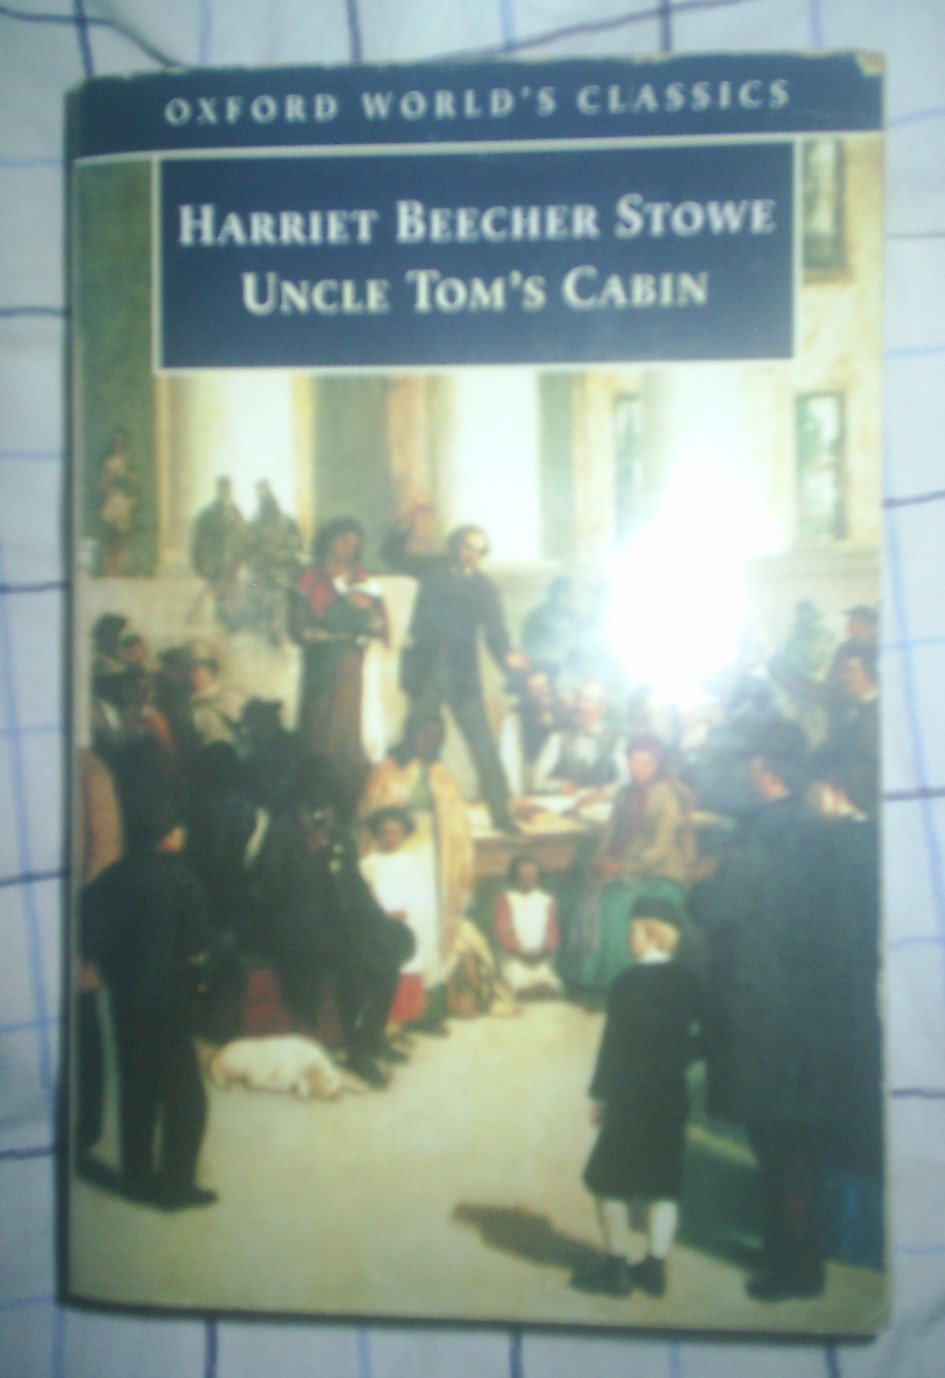 OXFORD WORLD'S CLASSICS
HARRIET BEECHER STOWE
UNCLE TOM'S CABIN